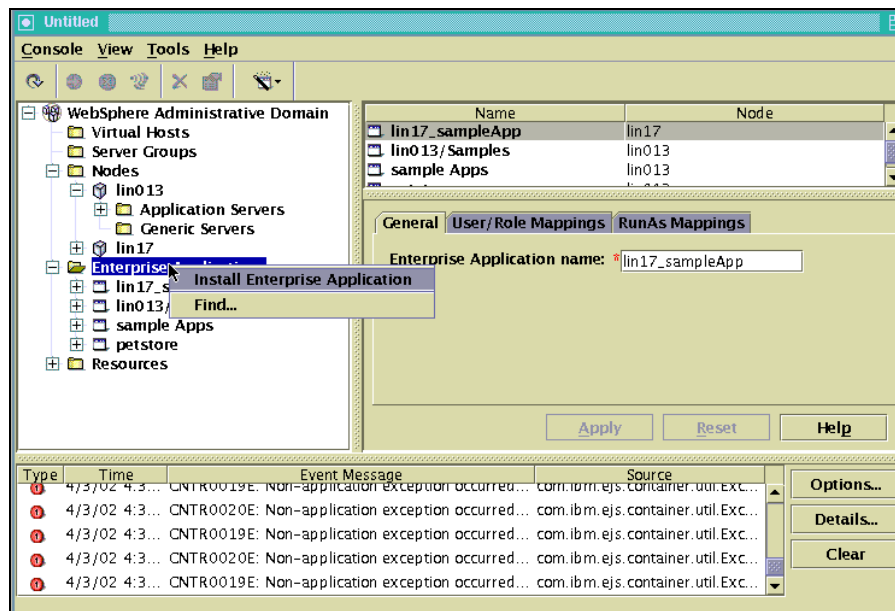 Untitled
Console View Tools Help
WebSphere Administrative Domain
Virtual Hosts
Server Groups
Nodes
lin013
Application Servers
Generic Servers
lin17
Enterprise
lin17_s
lin013/
sample Apps
petstore
Resources
Install Enterprise Application
Find...
Name Node
lin17_sampleApp lin17
lin013/Samples lin013
sample Apps lin013
General User/Role Mappings RunAs Mappings
Enterprise Application name: *lin17_sampleApp
Apply Reset Help
Type Time Event Message Source
4/3/02 4:3... CNTR0019E: Non-application exception occurred... com.ibm.ejs.container.util.Exc...
4/3/02 4:3... CNTR0020E: Non-application exception occurred... com.ibm.ejs.container.util.Exc...
4/3/02 4:3... CNTR0019E: Non-application exception occurred... com.ibm.ejs.container.util.Exc...
4/3/02 4:3... CNTR0020E: Non-application exception occurred... com.ibm.ejs.container.util.Exc...
4/3/02 4:3... CNTR0019E: Non-application exception occurred... com.ibm.ejs.container.util.Exc...
Options...
Details...
Clear